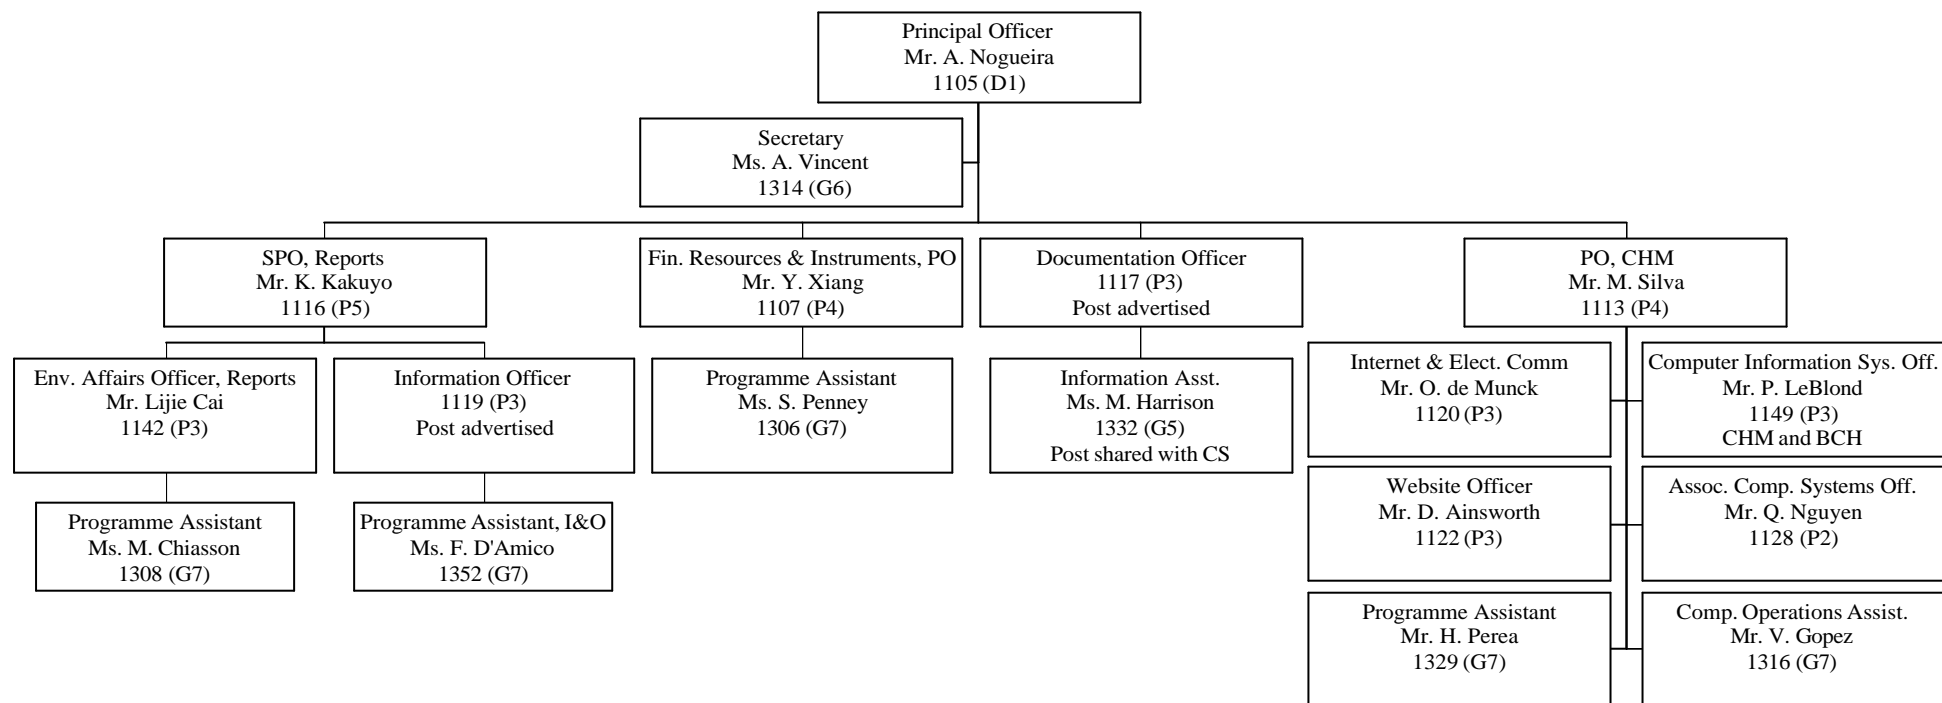 Principal Officer
Mr. A. Nogueira
1105 (D1)
Secretary
Ms. A. Vincent
1314 (G6)
SPO, Reports
Mr. K. Kakuyo
1116 (P5)
Fin. Resources & Instruments, PO
Mr. Y. Xiang
1107 (P4)
Documentation Officer
1117 (P3)
Post advertised
PO, CHM
Mr. M. Silva
1113 (P4)
Env. Affairs Officer, Reports
Mr. Lijie Cai
1142 (P3)
Information Officer
1119 (P3)
Post advertised
Programme Assistant
Ms. S. Penney
1306 (G7)
Information Asst.
Ms. M. Harrison
1332 (G5)
Post shared with CS
Internet & Elect. Comm
Mr. O. de Munck
1120 (P3)
Computer Information Sys. Off.
Mr. P. LeBlond
1149 (P3)
CHM and BCH
Programme Assistant
Ms. M. Chiasson
1308 (G7)
Programme Assistant, I&O
Ms. F. D'Amico
1352 (G7)
Website Officer
Mr. D. Ainsworth
1122 (P3)
Assoc. Comp. Systems Off.
Mr. Q. Nguyen
1128 (P2)
Programme Assistant
Mr. H. Perea
1329 (G7)
Comp. Operations Assist.
Mr. V. Gopez
1316 (G7)